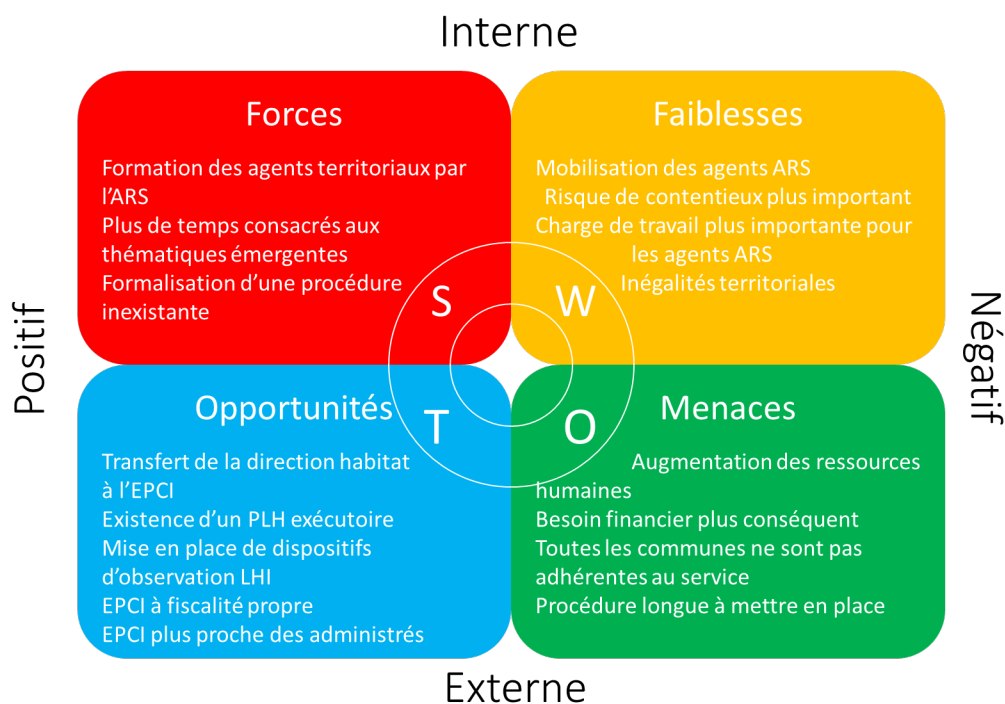 Interne
Forces
Formation des agents territoriaux par
l'ARS
Plus de temps consacrés aux
thématiques émergentes
Formalisation d'une procédure
inexistante
S
Faiblesses
Mobilisation des agents ARS
Risque de contentieux plus important
Charge de travail plus importante pour
les agents ARS
Inégalités territoriales
W
Positif
Négatif
Opportunités
T
Transfert de la direction habitat
à l'EPCI
Existence d'un PLH exécutoire
Mise en place de dispositifs
d'observation LHI
EPCI à fiscalité propre
EPCI plus proche des administrés
Menaces
O
Augmentation des ressources
humaines
Besoin financier plus conséquent
Toutes les communes ne sont pas
adhérentes au service
Procédure longue à mettre en place
Externe